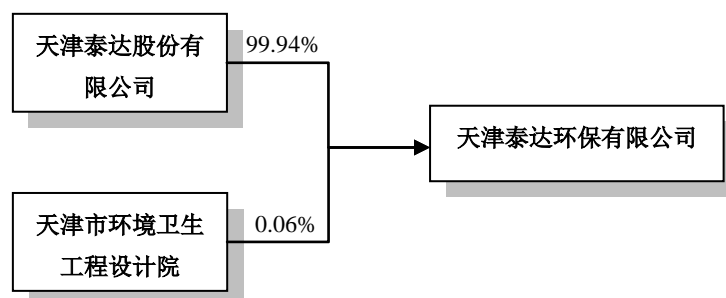 天津泰达股份有
限公司
99.94%
天津泰达环保有限公司
天津市环境卫生
工程设计院
0.06%